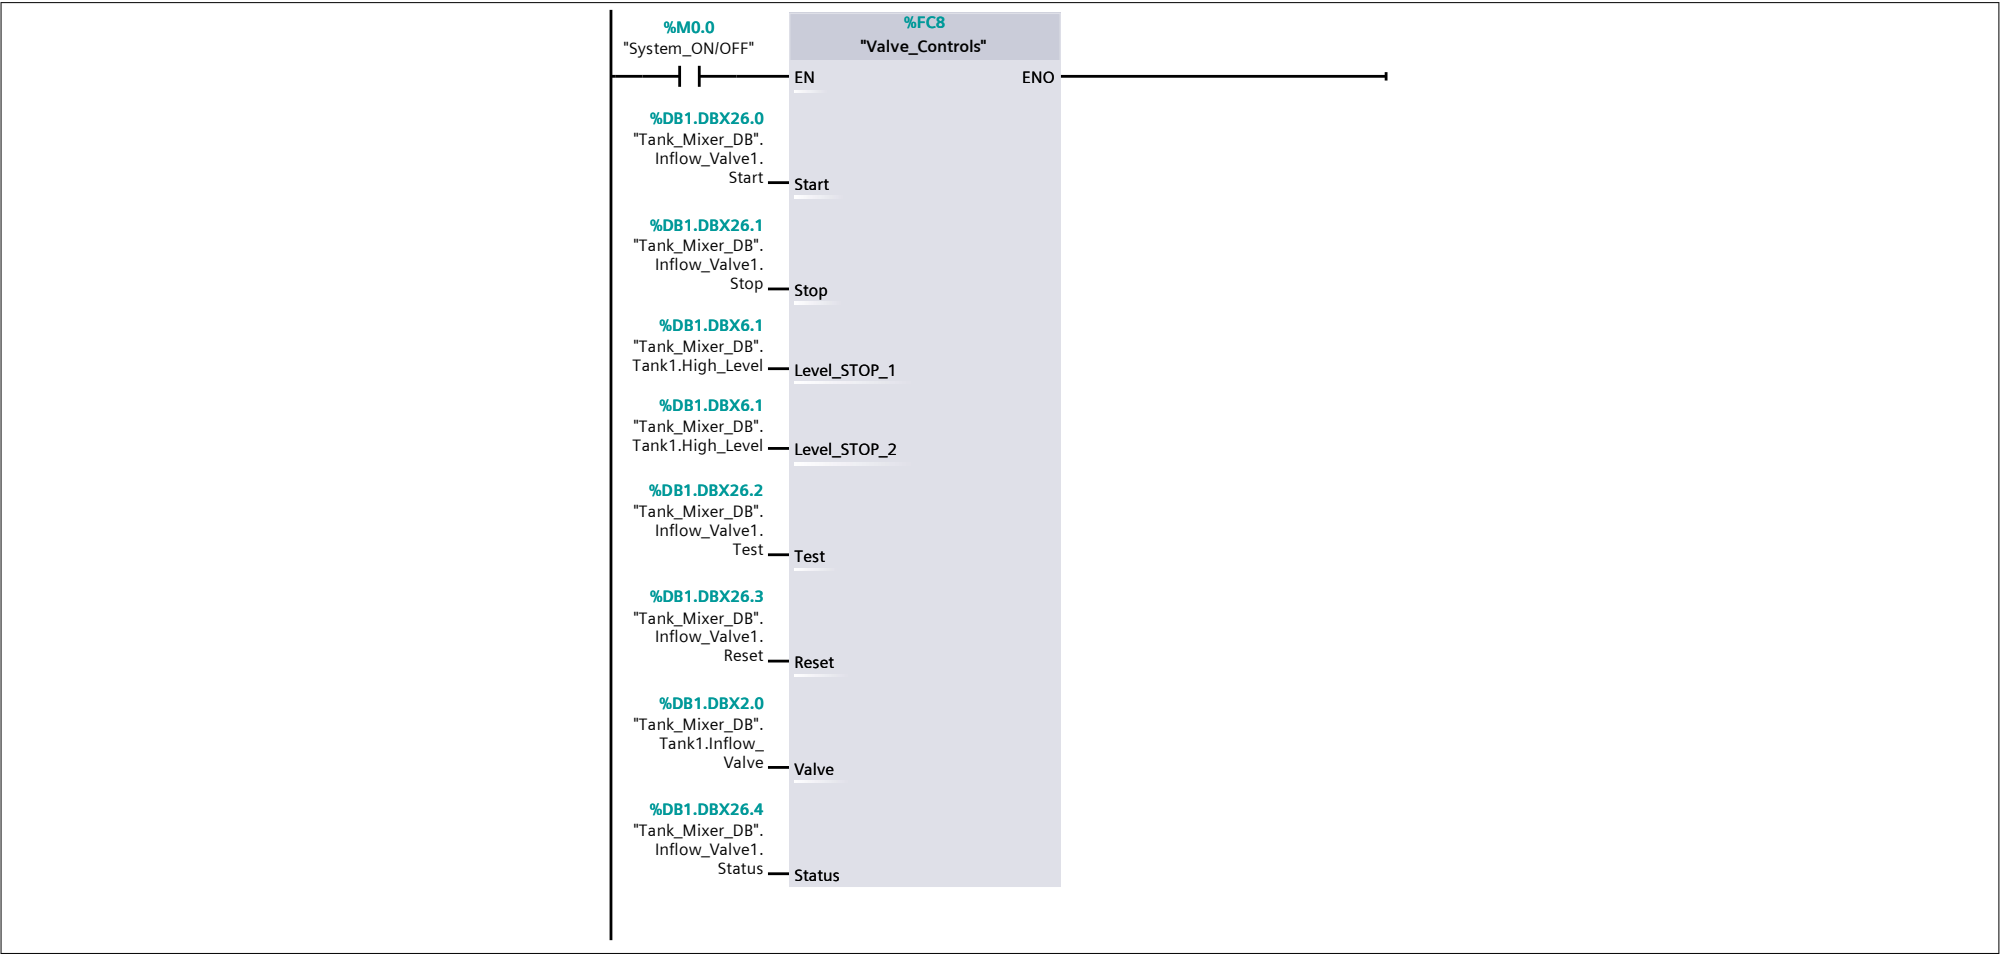 %M0.0
"System_ON/OFF"
%FC8
"Valve_Controls"
EN
ENO
%DB1.DBX26.0
"Tank_Mixer_DB".
Inflow_Valve1.
Start
Start
%DB1.DBX26.1
"Tank_Mixer_DB".
Inflow_Valve1.
Stop
Stop
%DB1.DBX6.1
"Tank_Mixer_DB".
Tank1.High_Level
Level_STOP_1
%DB1.DBX6.1
"Tank_Mixer_DB".
Tank1.High_Level
Level_STOP_2
%DB1.DBX26.2
"Tank_Mixer_DB".
Inflow_Valve1.
Test
Test
%DB1.DBX26.3
"Tank_Mixer_DB".
Inflow_Valve1.
Reset
Reset
%DB1.DBX2.0
"Tank_Mixer_DB".
Tank1.Inflow_
Valve
Valve
%DB1.DBX26.4
"Tank_Mixer_DB".
Inflow_Valve1.
Status
Status